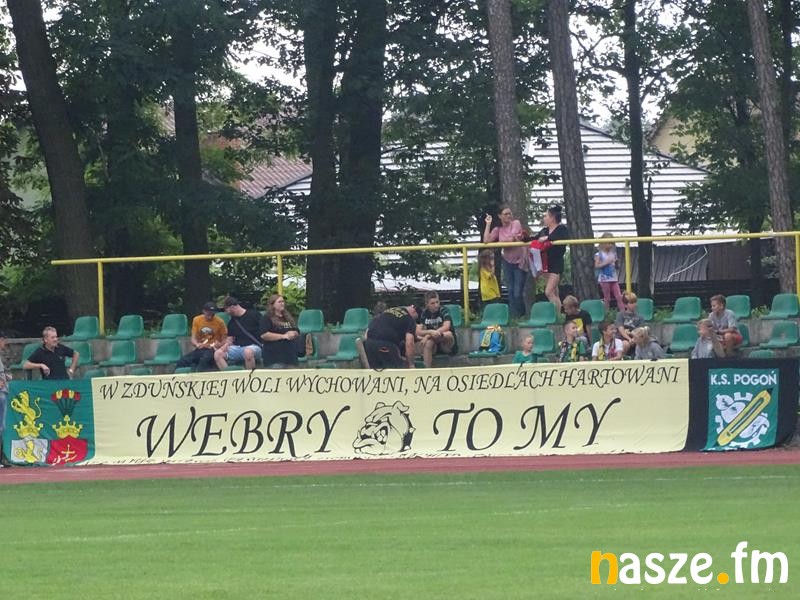 W ZDUŃSKIEJ WOLI WYCHOWANI, NA OSIEDLACH HARTOWANI
WEBRY TO MY
K.S. POGOŃ
nasze.fm